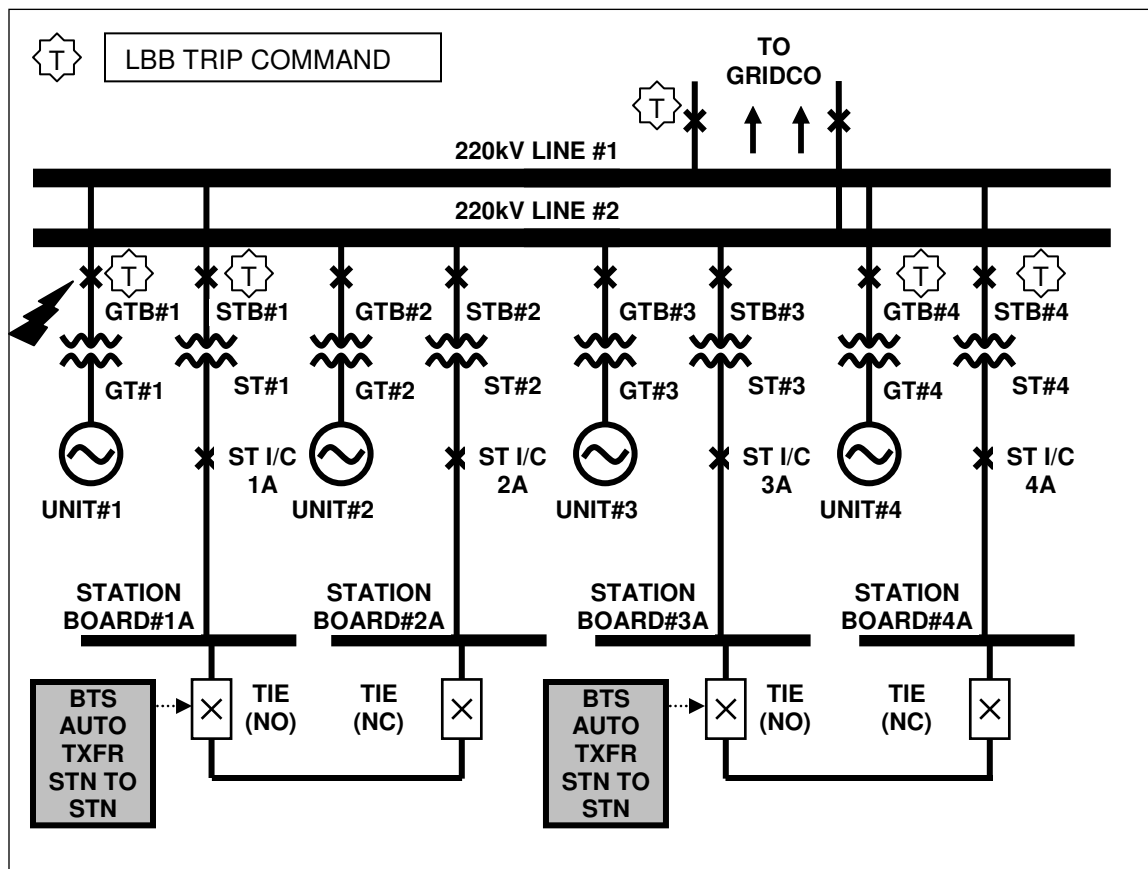 T
LBB TRIP COMMAND
TO
GRIDCO
T
220kV LINE #1
220kV LINE #2
T
T
T
T
GTB#1
STB#1
GTB#2
STB#2
GTB#3
STB#3
GTB#4
STB#4
GT#1
ST#1
GT#2
ST#2
GT#3
ST#3
GT#4
ST#4
UNIT#1
ST I/C
1A
UNIT#2
ST I/C
2A
UNIT#3
ST I/C
3A
UNIT#4
ST I/C
4A
STATION
BOARD#1A
STATION
BOARD#2A
STATION
BOARD#3A
STATION
BOARD#4A
BTS
AUTO
TXFR
STN TO
STN
TIE
(NO)
TIE
(NC)
BTS
AUTO
TXFR
STN TO
STN
TIE
(NO)
TIE
(NC)